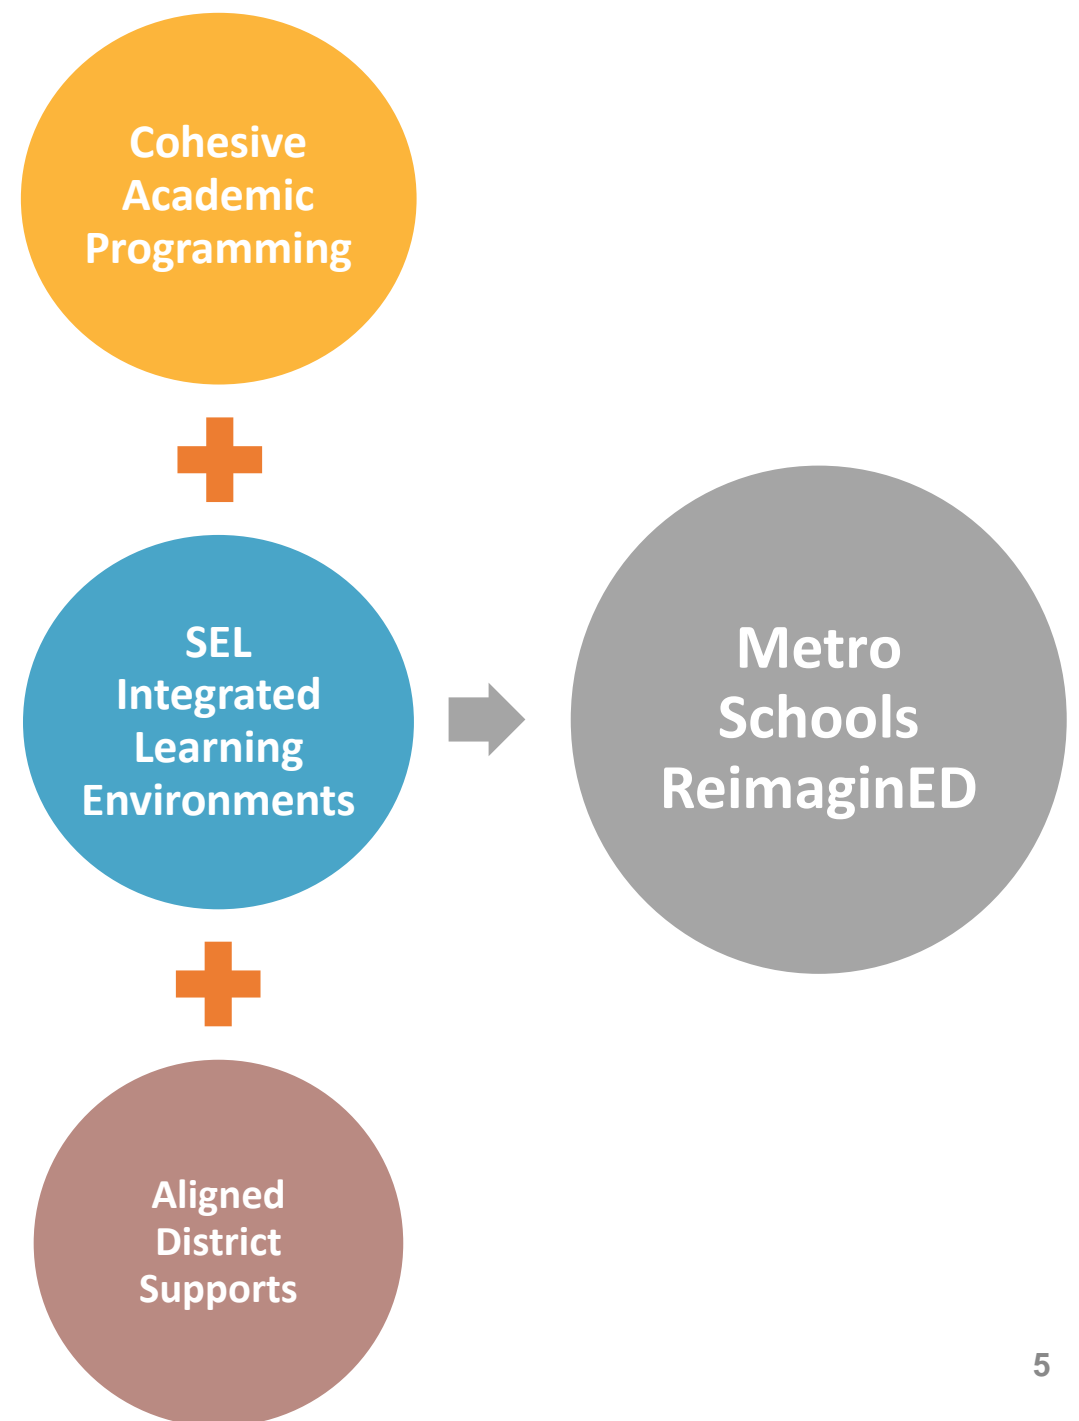 Cohesive
Academic
Programming
SEL
Integrated
Learning
Environments
Metro
Schools
ReimaginED
Aligned
District
Supports
5